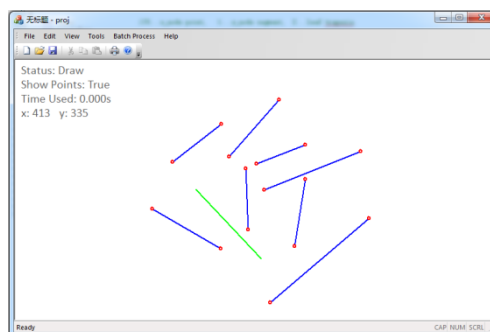 无标题 - proj
File Edit View Tools Batch Process Help
Status: Draw
Show Points: True
Time Used: 0.000s
x: 413 y: 335
Ready
CAP NUM SCRL